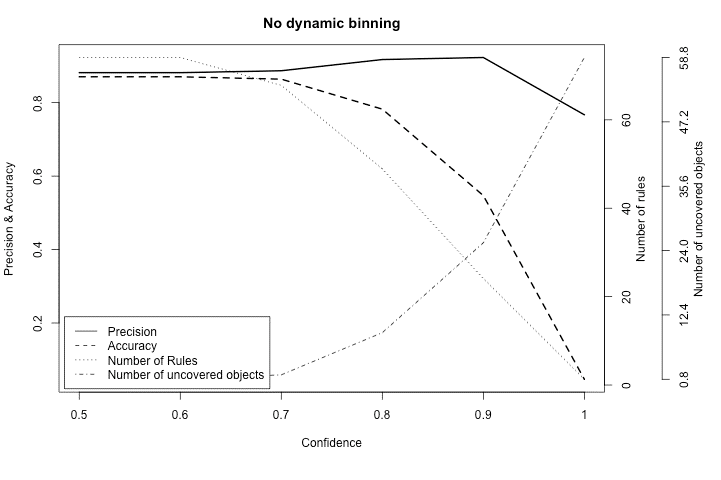 No dynamic binning
Precision & Accuracy
0.2
0.4
0.6
0.8
Precision
Accuracy
Number of Rules
Number of uncovered objects
0.5
0.6
0.7
0.8
0.9
1
Confidence
0
20
40
60
Number of rules
0.8
12.4
24.0
35.6
47.2
58.8
Number of uncovered objects